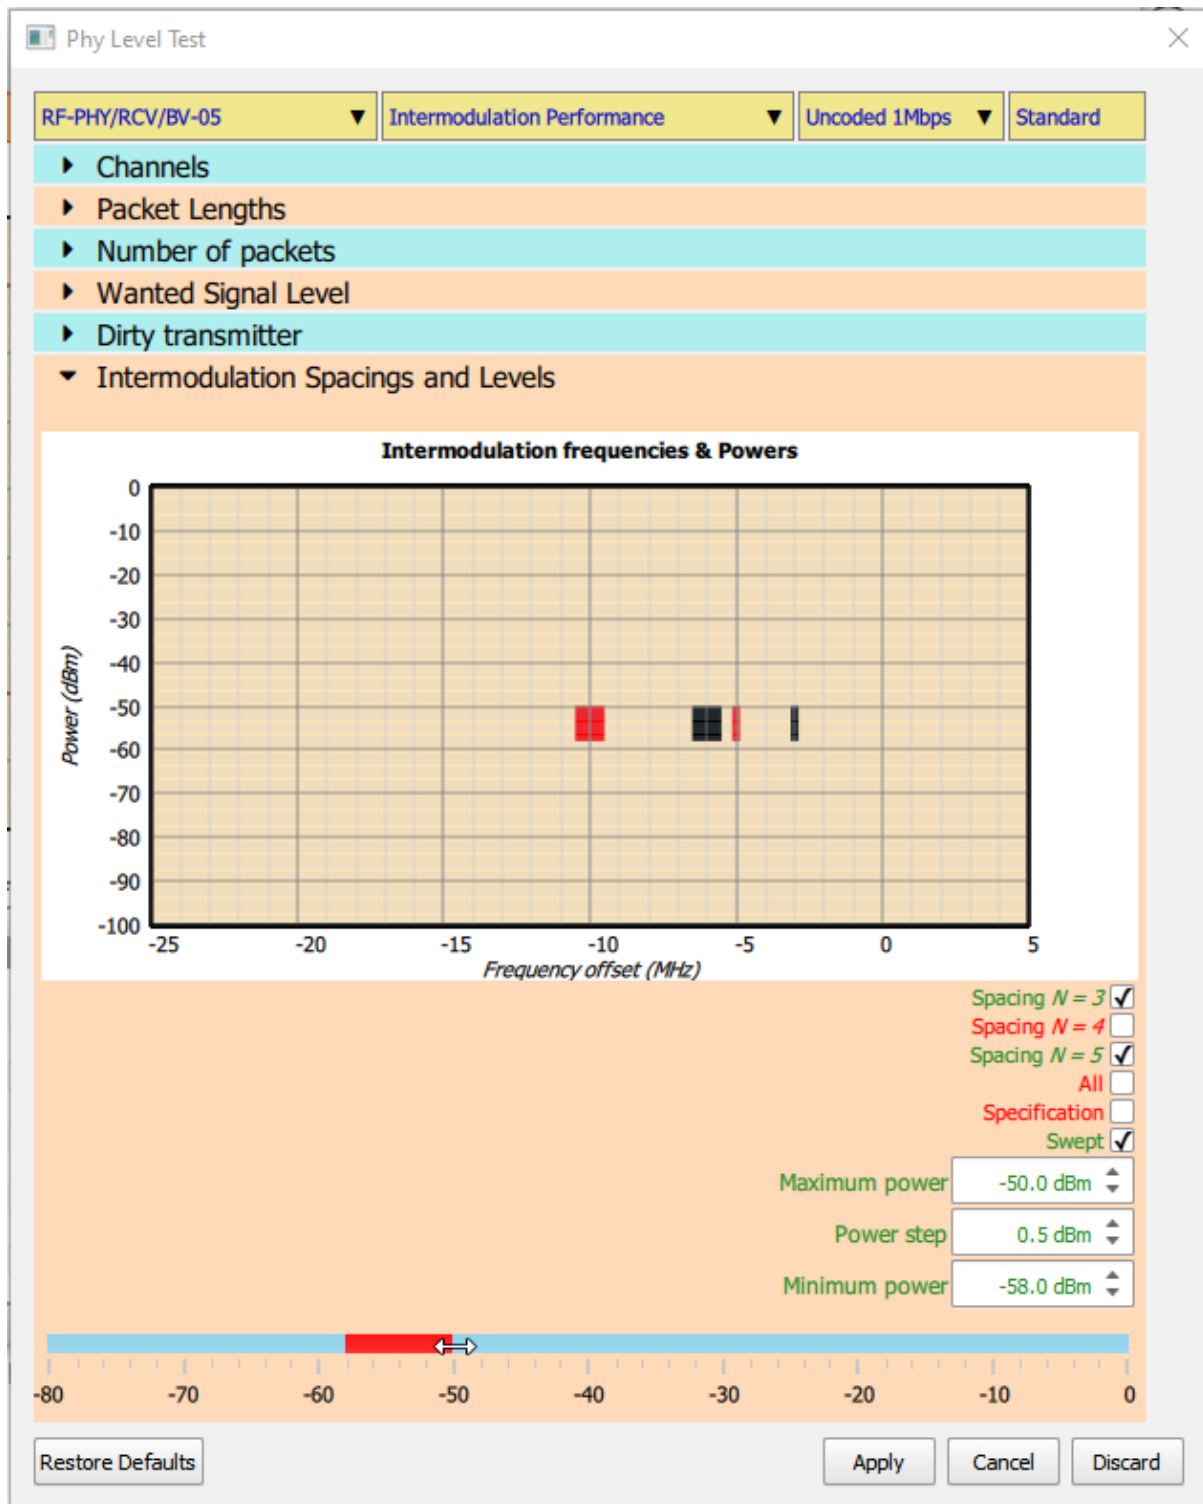 Phy Level Test
RF-PHY/RCV/BV-05 Intermodulation Performance Uncoded 1Mbps Standard
Channels
Packet Lengths
Number of packets
Wanted Signal Level
Dirty transmitter
Intermodulation Spacings and Levels
Intermodulation frequencies & Powers
0
-10
-20
-30
-40
-50
-60
-70
-80
-90
-100
Power (dBm)
-25 -20 -15 -10 -5 0 5
Frequency offset (MHz)
Spacing N = 3
Spacing N = 4
Spacing N = 5
All
Specification
Swept
Maximum power -50.0 dBm
Power step 0.5 dBm
Minimum power -58.0 dBm
-80 -70 -60 -50 -40 -30 -20 -10 0
Restore Defaults Apply Cancel Discard